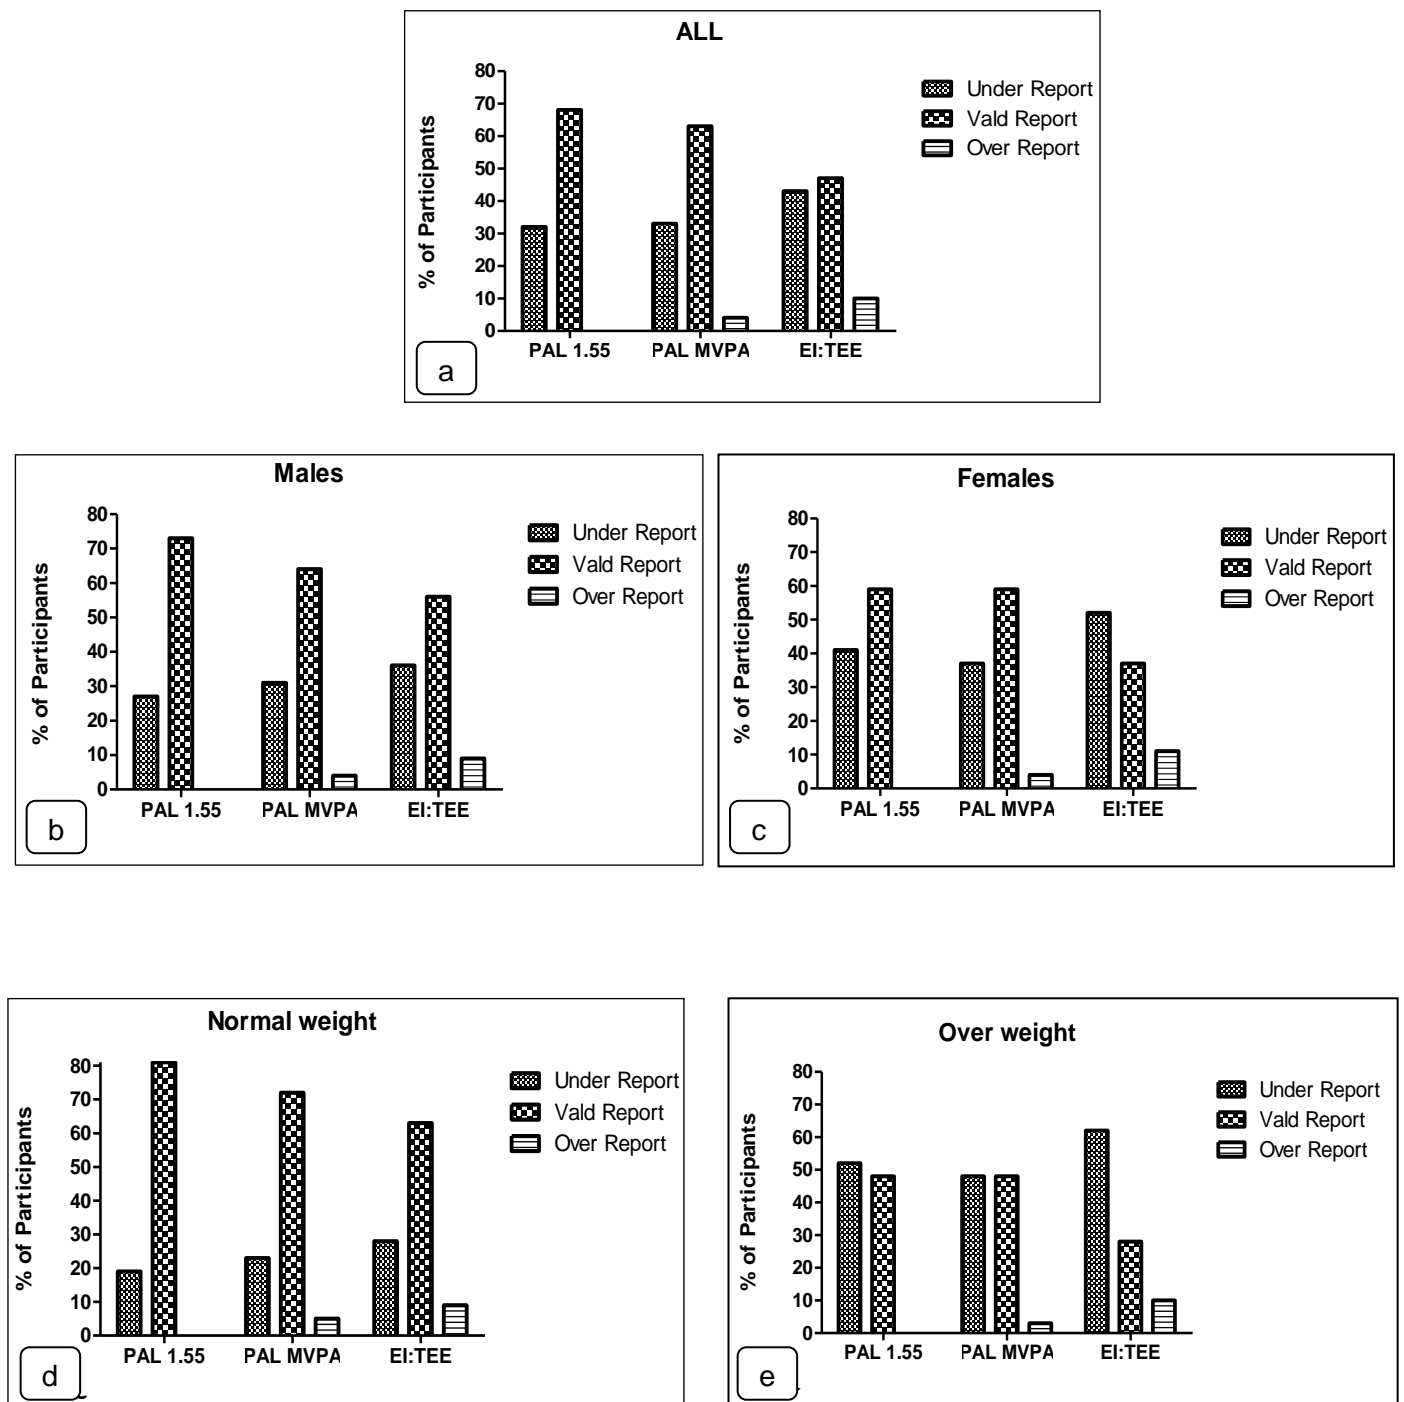 ALL
% of Participants
80
70
60
50
40
30
20
10
0
PAL 1.55 PAL MVPA EI:TEE
Under Report
Vald Report
Over Report
a
Males
% of Participants
80
70
60
50
40
30
20
10
0
PAL 1.55 PAL MVPA EI:TEE
Under Report
Vald Report
Over Report
b
Females
% of Participants
80
70
60
50
40
30
20
10
0
PAL 1.55 PAL MVPA EI:TEE
Under Report
Vald Report
Over Report
c
Normal weight
% of Participants
80
70
60
50
40
30
20
10
0
PAL 1.55 PAL MVPA EI:TEE
Under Report
Vald Report
Over Report
d
Over weight
% of Participants
80
70
60
50
40
30
20
10
0
PAL 1.55 PAL MVPA EI:TEE
Under Report
Vald Report
Over Report
e